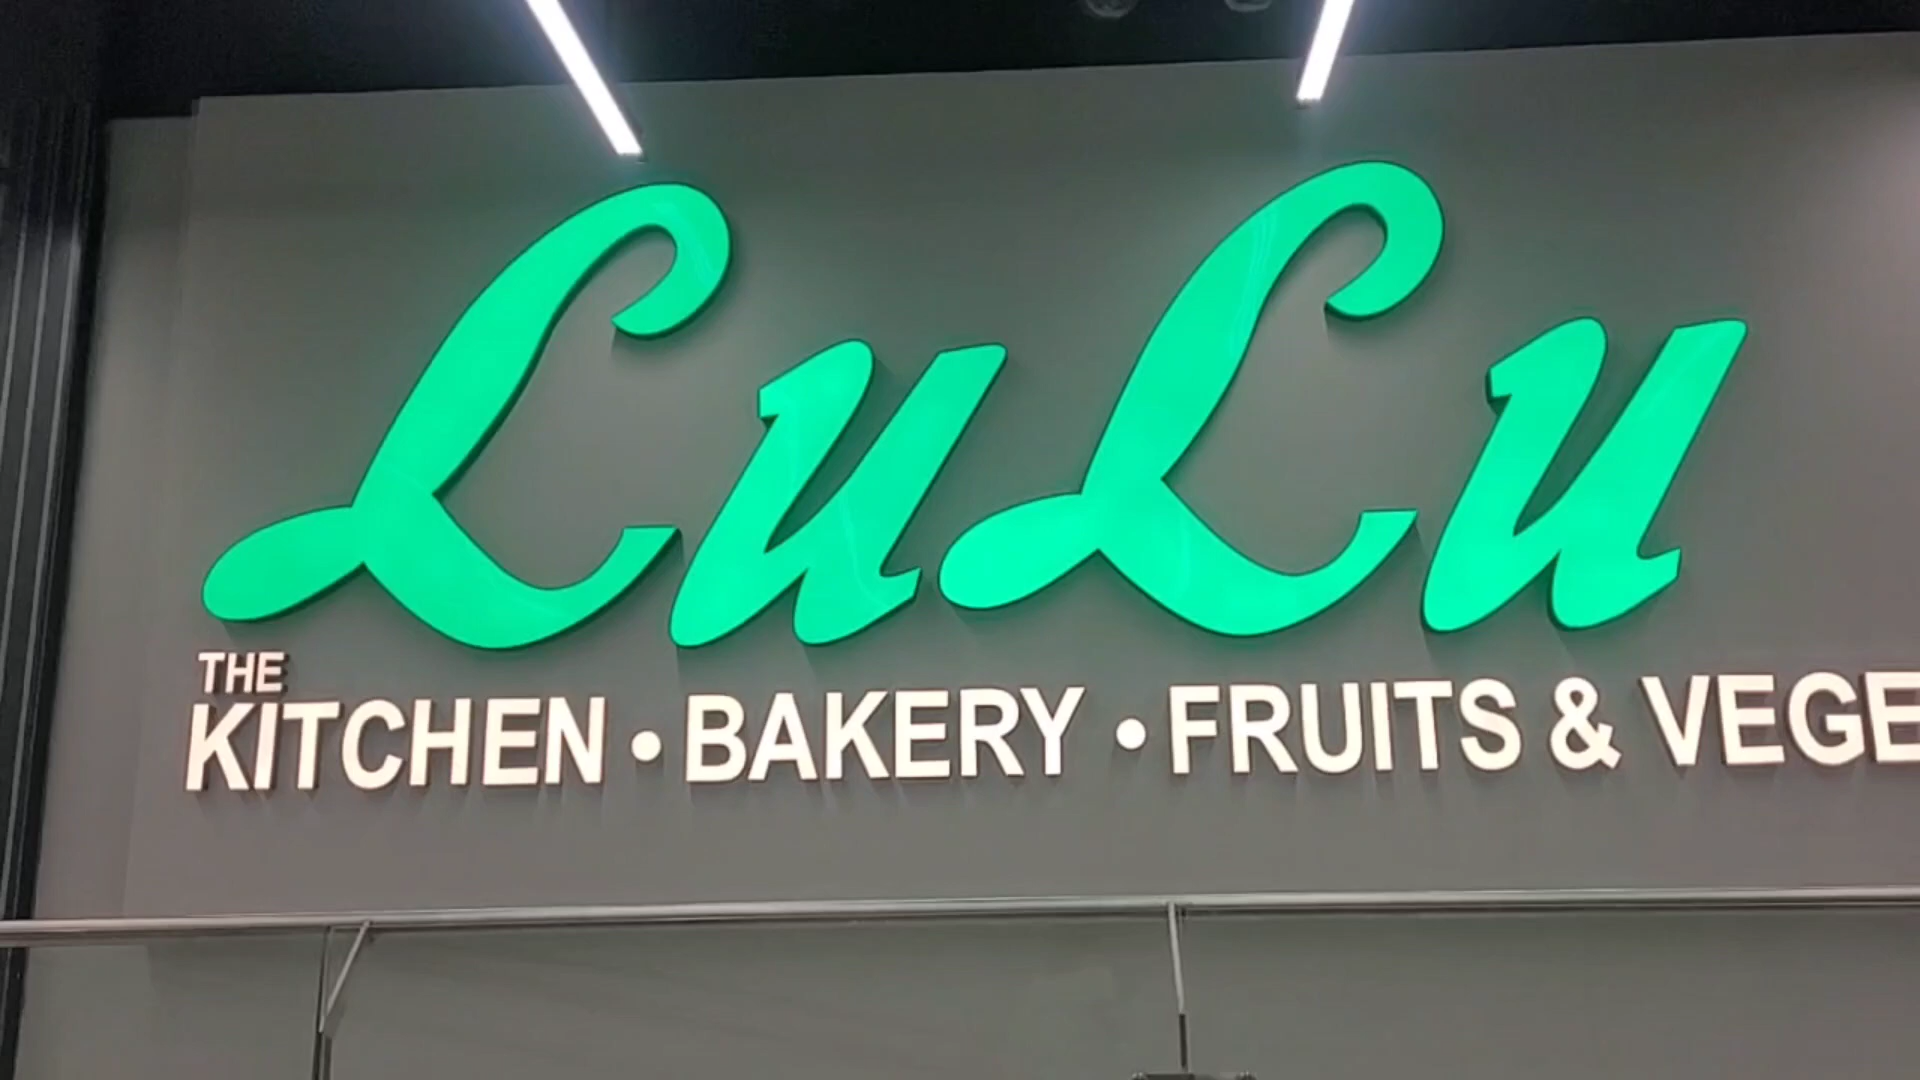 LuLu
THE
KITCHEN • BAKERY • FRUITS & VEGE